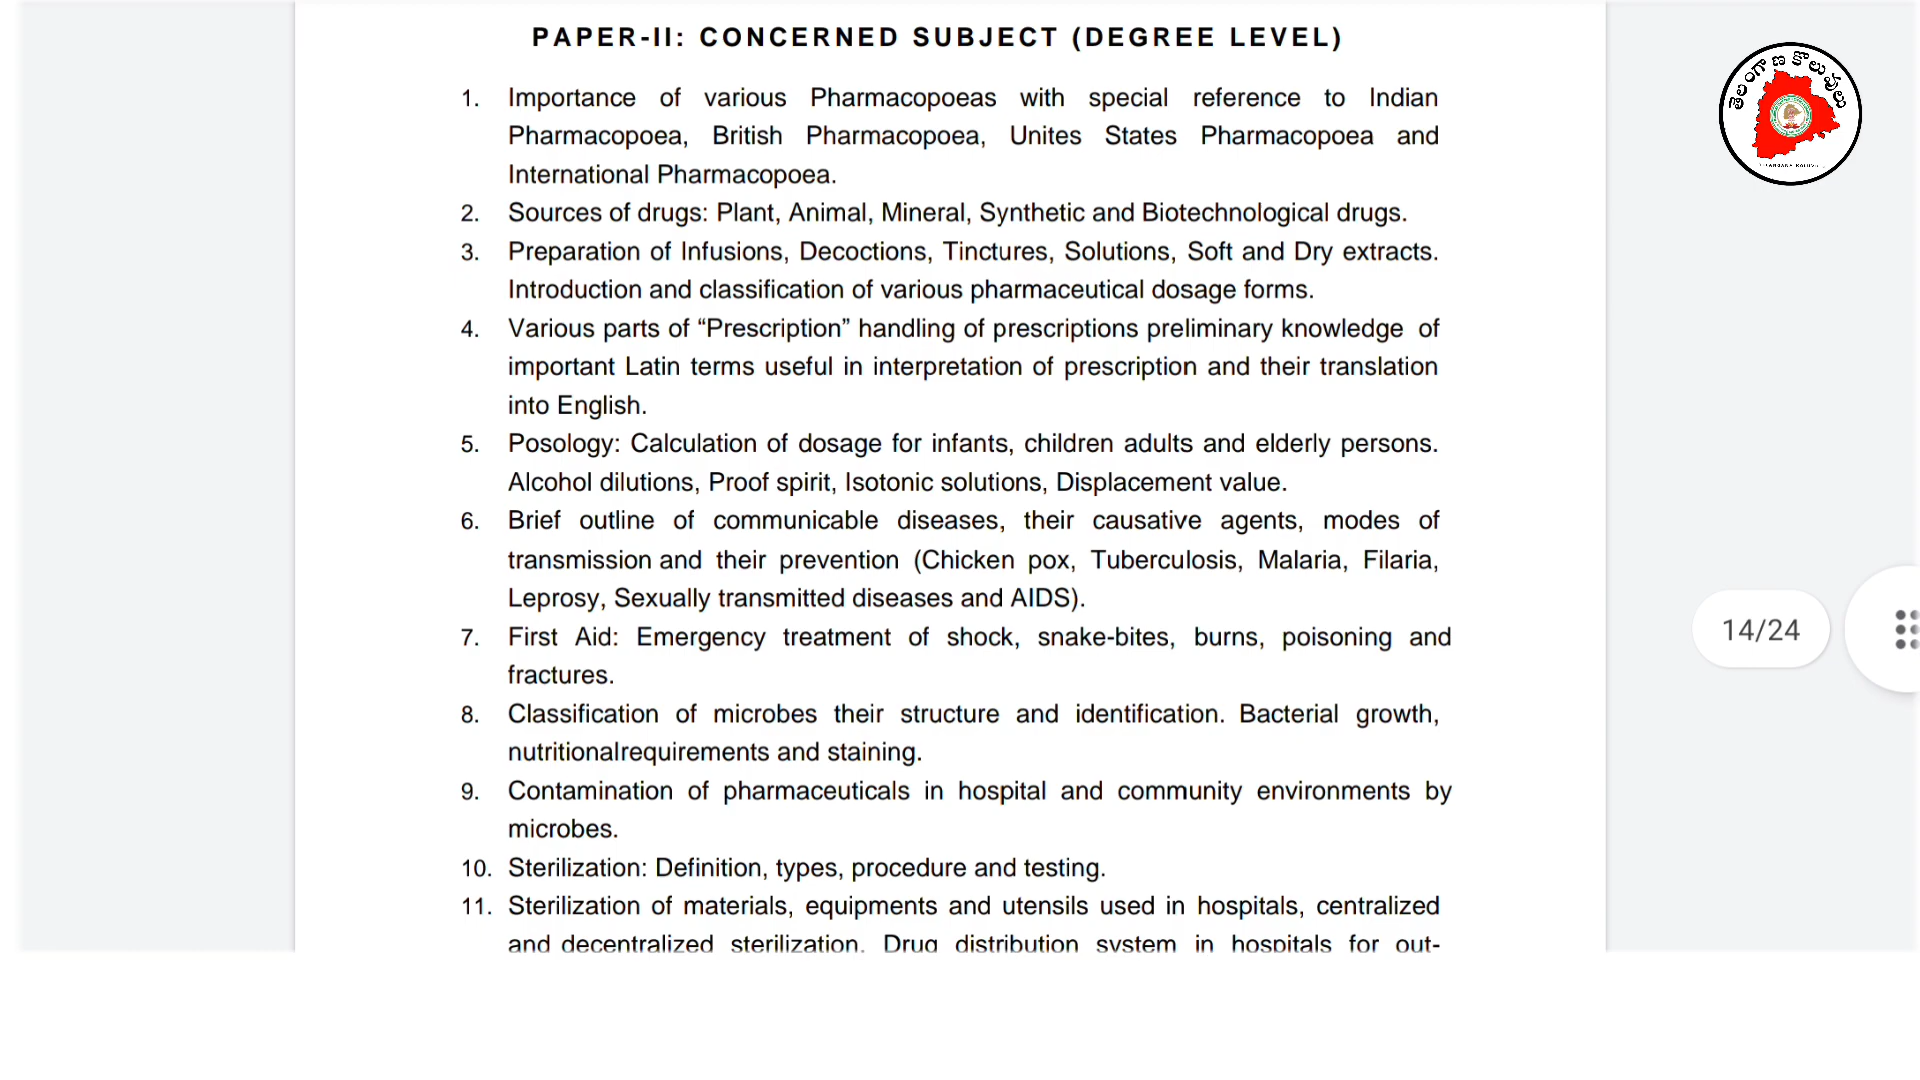 PAPER-II: CONCERNED SUBJECT (DEGREE LEVEL)
1. Importance of various Pharmacopoeas with special reference to Indian
Pharmacopoea, British Pharmacopoea, Unites States Pharmacopoea and
International Pharmacopoea.
2. Sources of drugs: Plant, Animal, Mineral, Synthetic and Biotechnological drugs.
3. Preparation of Infusions, Decoctions, Tinctures, Solutions, Soft and Dry extracts.
Introduction and classification of various pharmaceutical dosage forms.
4. Various parts of “Prescription” handling of prescriptions preliminary knowledge of
important Latin terms useful in interpretation of prescription and their translation
into English.
5. Posology: Calculation of dosage for infants, children adults and elderly persons.
Alcohol dilutions, Proof spirit, Isotonic solutions, Displacement value.
6. Brief outline of communicable diseases, their causative agents, modes of
transmission and their prevention (Chicken pox, Tuberculosis, Malaria, Filaria,
Leprosy, Sexually transmitted diseases and AIDS).
7. First Aid: Emergency treatment of shock, snake-bites, burns, poisoning and
fractures.
8. Classification of microbes their structure and identification. Bacterial growth,
nutritionalrequirements and staining.
9. Contamination of pharmaceuticals in hospital and community environments by
microbes.
10. Sterilization: Definition, types, procedure and testing.
11. Sterilization of materials, equipments and utensils used in hospitals, centralized
and decentralized sterilization. Drug distribution system in hospitals for out-
తెలంగాణ కొలువులు
14/24